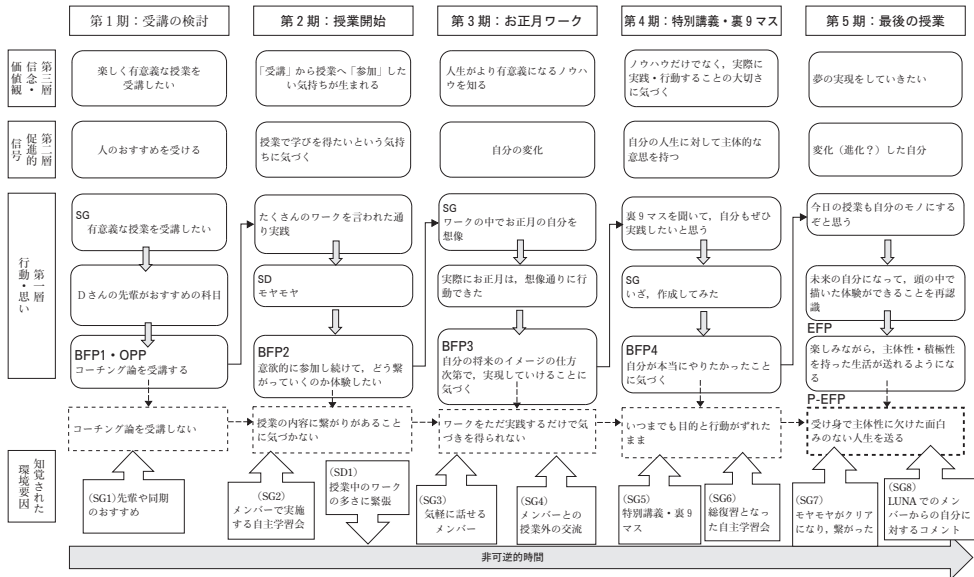 第1期：受講の検討
第2期：授業開始
第3期：お正月ワーク
第4期：特別講義・裏9マス
第5期：最後の授業
第三層
信念・
価値観
楽しく有意義な授業を
受講したい
「受講」から授業へ「参加」した
い気持ちが生まれる
人生がより有意義になるノウハ
ウを知る
ノウハウだけでなく，実際に
実践・行動することの大切さ
に気づく
夢の実現をしていきたい
第二層
促進的
信号
人のおすすめを受ける
授業で学びを得たいという気持
ちに気づく
自分の変化
自分の人生に対して主体的な
意思を持つ
変化（進化？）した自分
第一層
行動・思い
SG
有意義な授業を受講したい
Dさんの先輩がおすすめの科目
BFP1・OPP
コーチング論を受講する
コーチング論を受講しない
たくさんのワークを言われた通
り実践
SD
モヤモヤ
BFP2
意欲的に参加し続けて，どう繋
がっていくのか体験したい
授業の内容に繋がりがあること
に気づかない
SG
ワークの中でお正月の自分を
想像
実際にお正月は，想像通りに行
動できた
BFP3
自分の将来のイメージの仕方
次第で，実現していけることに
気づく
ワークをただ実践するだけで気
づきを得られない
裏9マスを聞いて，自分もぜひ
実践したいと思う
SG
いざ，作成してみた
BFP4
自分が本当にやりたかったこと
に気づく
いつまでも目的と行動がずれた
まま
今日の授業も自分のモノにする
ぞと思う
未来の自分になって，頭の中で
描いた体験ができることを再認
識
EFP
楽しみながら，主体性・積極性
を持った生活が送れるようにな
る
P-EFP
受け身で主体性に欠けた面白
みのない人生を送る
知覚された
環境要因
(SG1)先輩や同期
のおすすめ
(SG2)
メンバーで実施
する自主学習会
(SD1)
授業中のワーク
の多さに緊張
(SG3)
気軽に話せる
メンバー
(SG4)
メンバーとの
授業外の交流
(SG5)
特別講義・裏9
マス
(SG6)
総復習となっ
た自主学習会
(SG7)
モヤモヤがクリア
になり，繋がった
(SG8)
LUNAでのメン
バーからの自分に
対するコメント
非可逆的時間